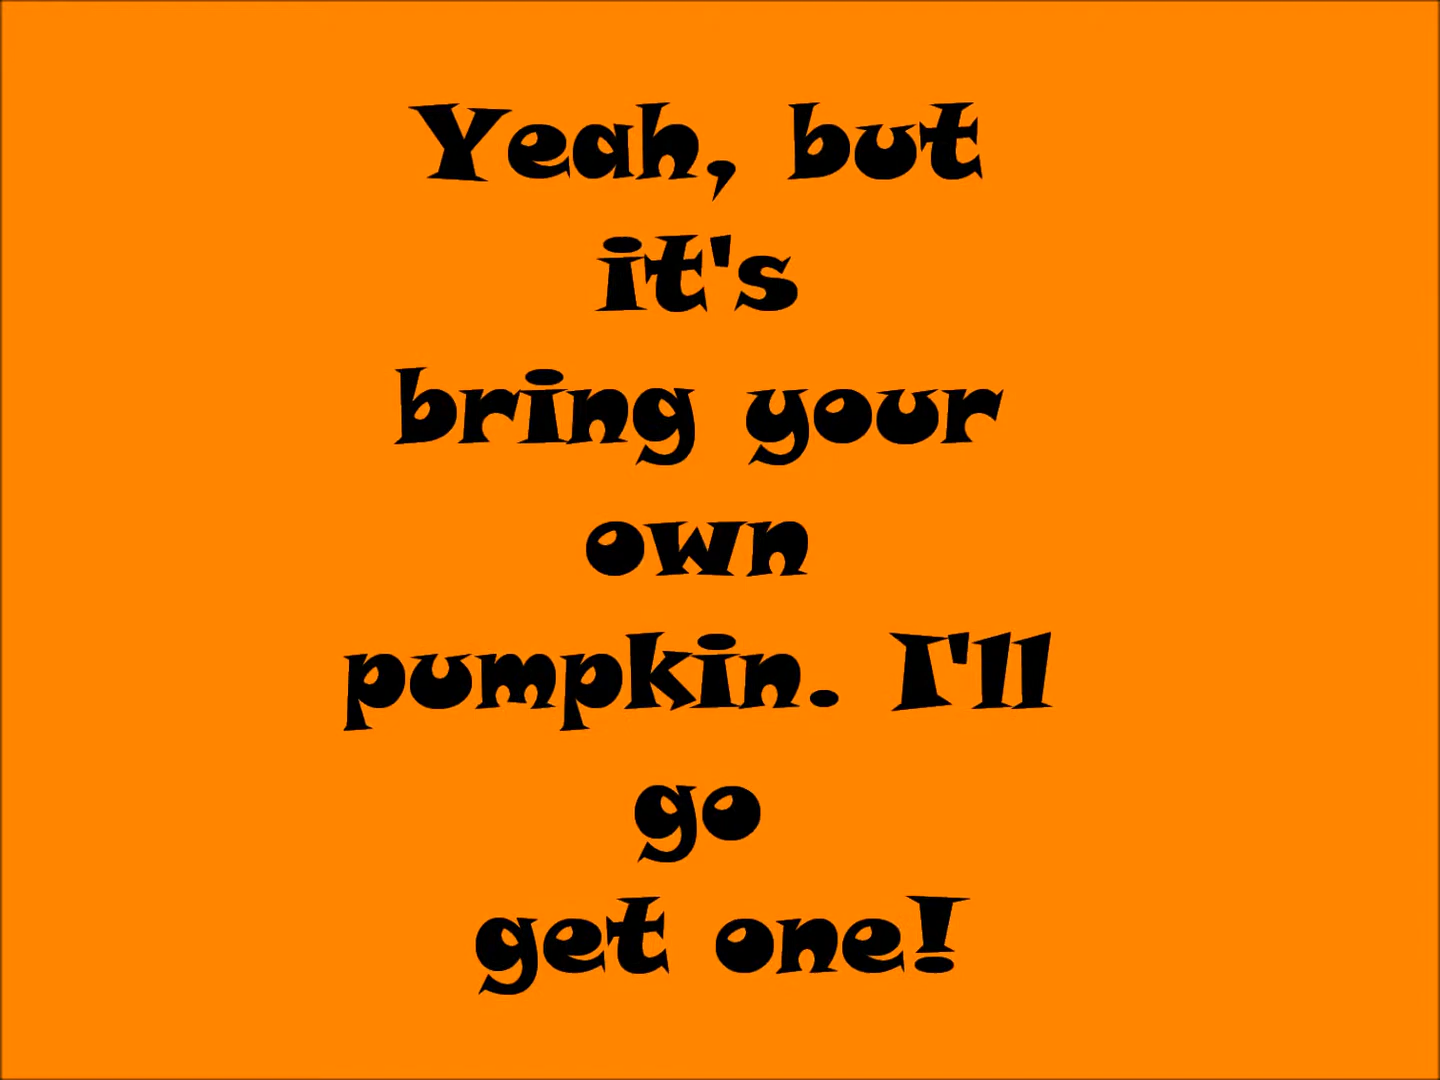 Yeah, but
it's
bring your
own
pumpkin. I'll
go
get one!